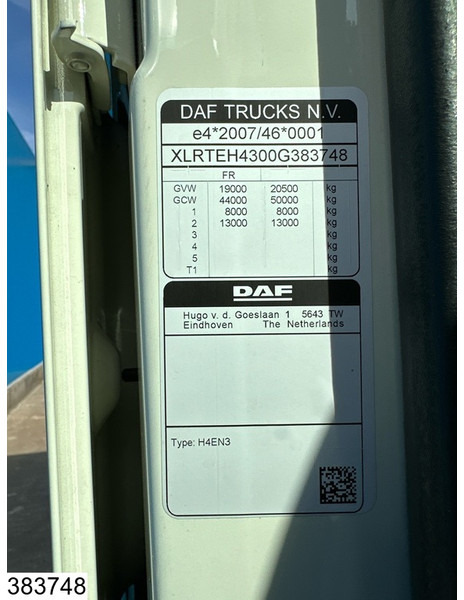 DAF TRUCKS N.V.
e4*2007/46*0001
XLRTEH4300G383748
FR
GVW 19000 20500 kg
GCW 44000 50000 kg
1 8000 8000 kg
2 13000 13000 kg
3 kg
4 kg
5 kg
T1 kg
DAF
Hugo v. d. Goeslaan 1 5643 TW
Eindhoven The Netherlands
Type: H4EN3
383748